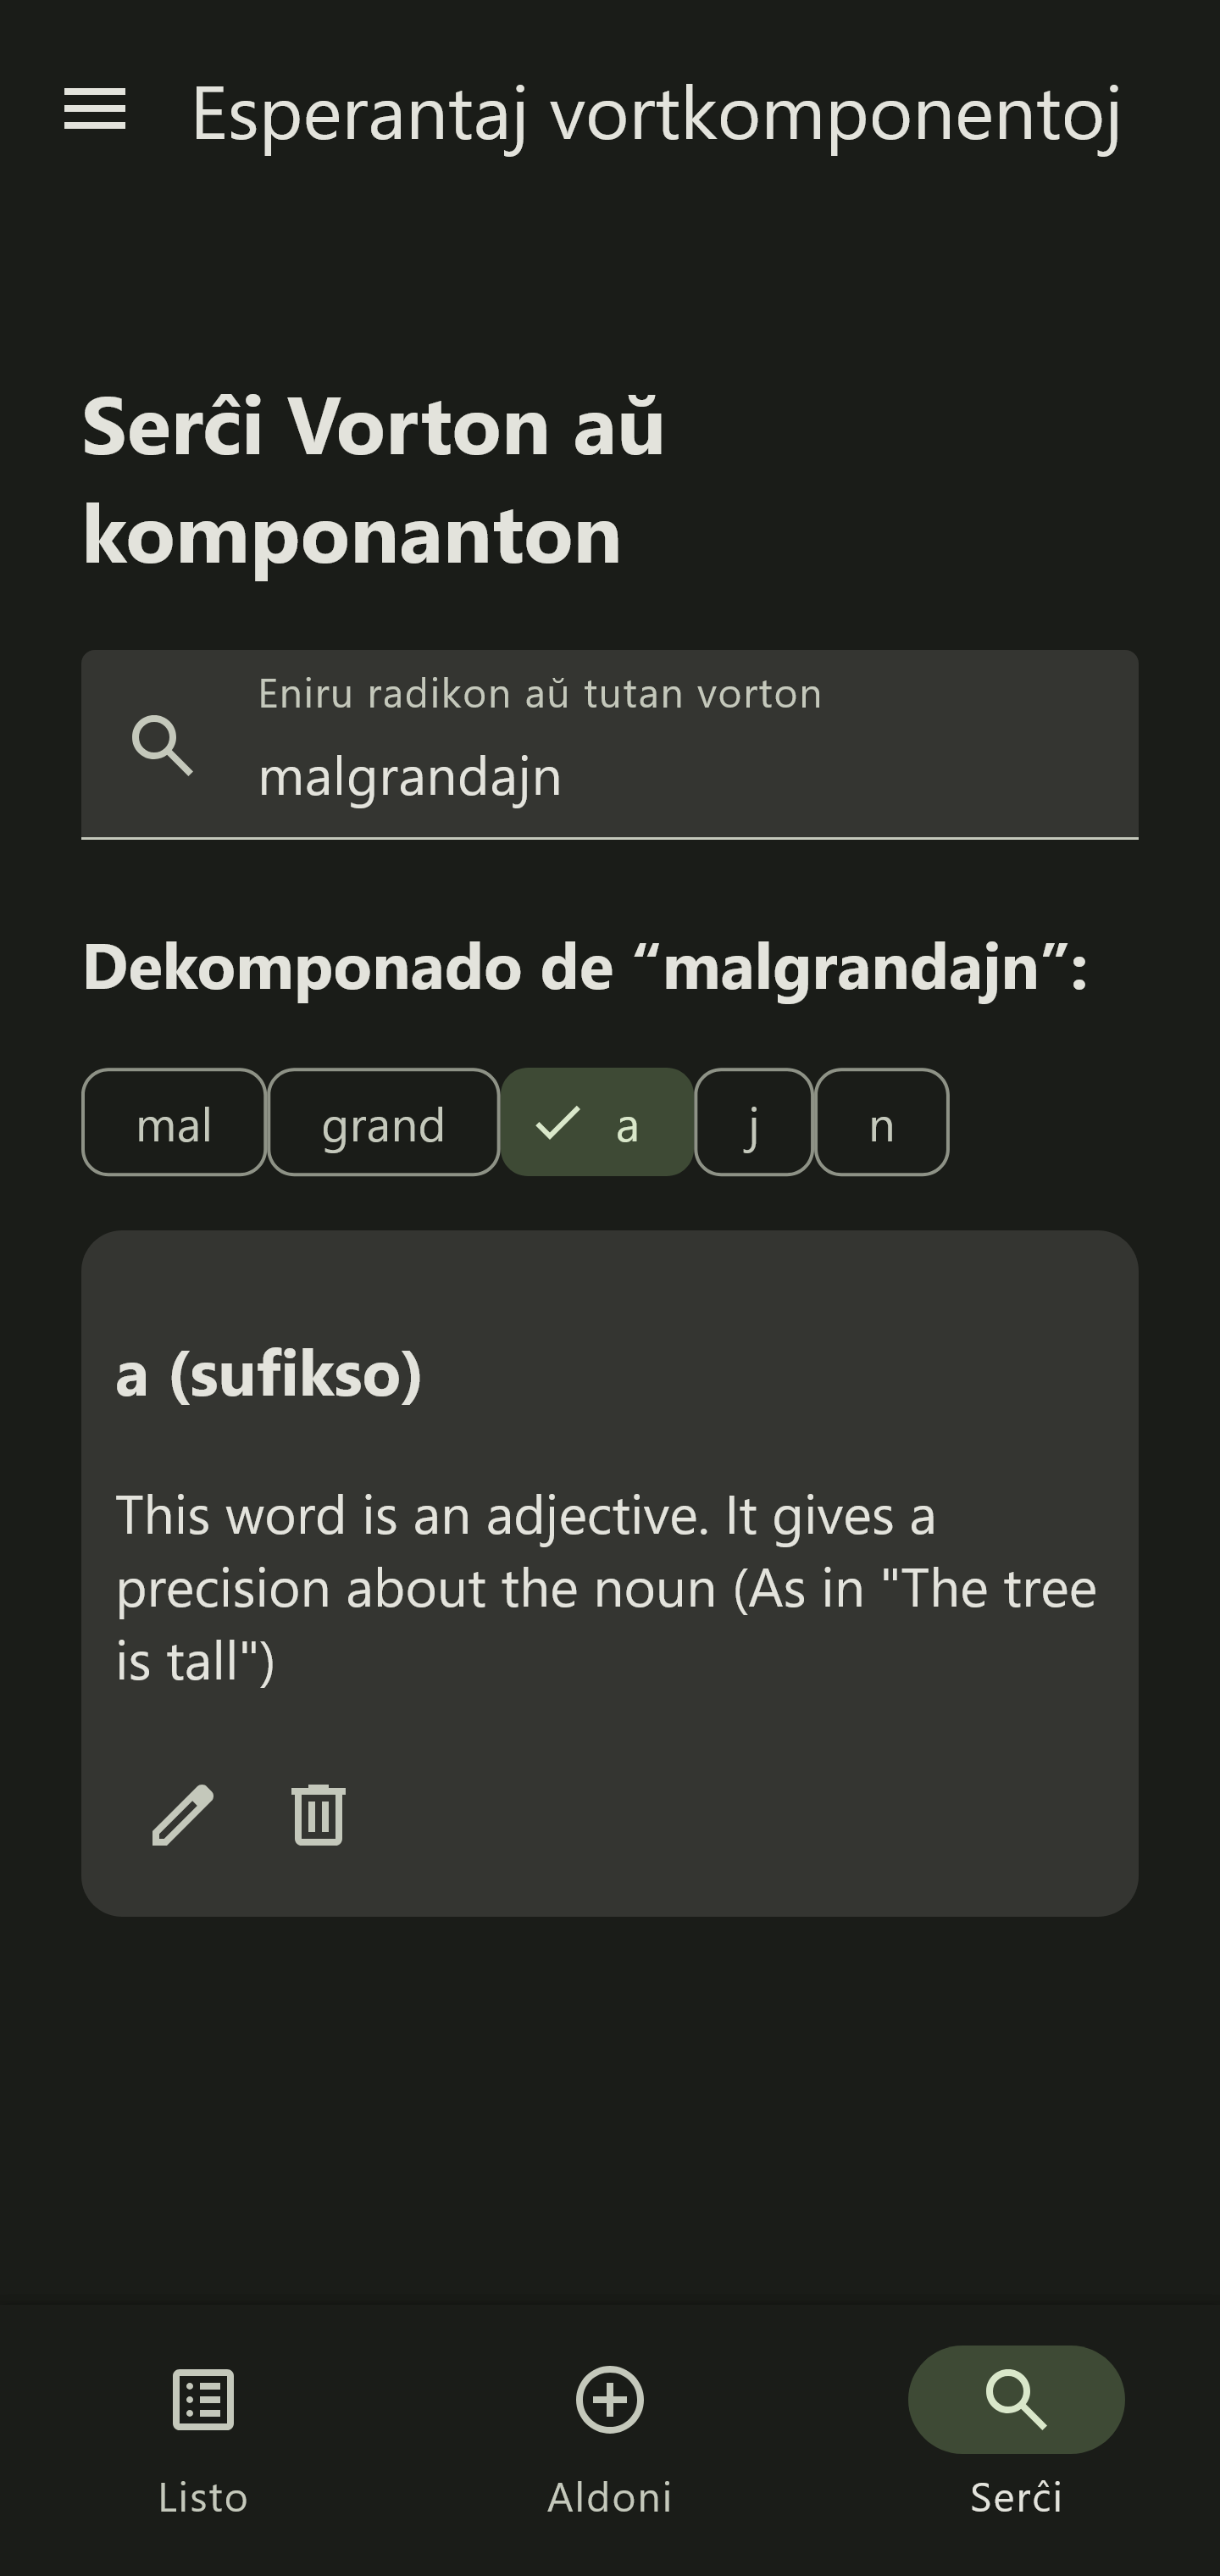 Esperantaj vortkomponentoj
Serĉi Vorton aŭ
komponanton
Eniru radikon aŭ tutan vorton
malgrandajn
Dekomponado de “malgrandajn”:
mal grand a j n
a (sufikso)
This word is an adjective. It gives a
precision about the noun (As in "The tree
is tall")
Listo Aldoni Serĉi